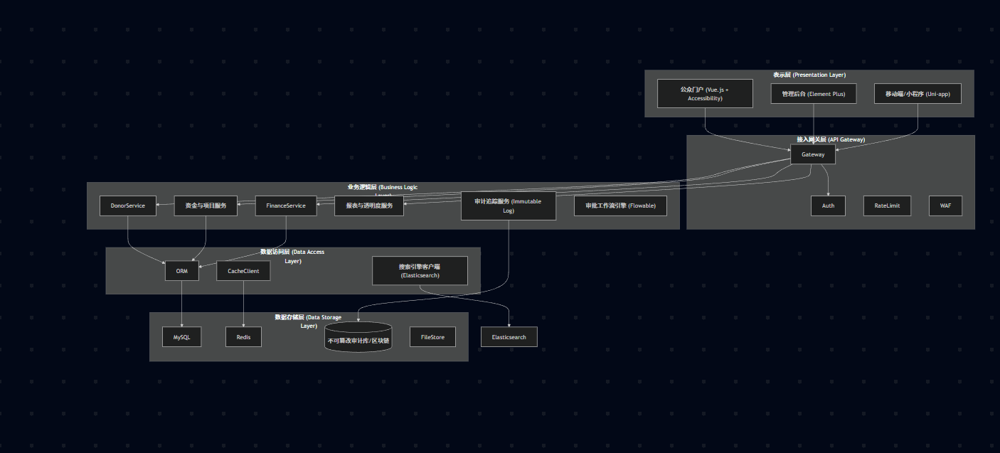 表示层 (Presentation Layer)
公众门户 (Vue.js +
Accessibility)
管理后台 (Element Plus)
移动端/小程序 (Uni-app)
接入网关层 (API Gateway)
Gateway
Auth
RateLimit
WAF
业务逻辑层 (Business Logic
Layer)
DonorService
资金与项目服务
FinanceService
报表与透明度服务
审计追踪服务 (Immutable
Log)
审批工作流引擎 (Flowable)
数据访问层 (Data Access
Layer)
ORM
CacheClient
搜索引擎客户端
(Elasticsearch)
数据存储层 (Data Storage
Layer)
MySQL
Redis
不可篡改审计库/区块链
FileStore
Elasticsearch